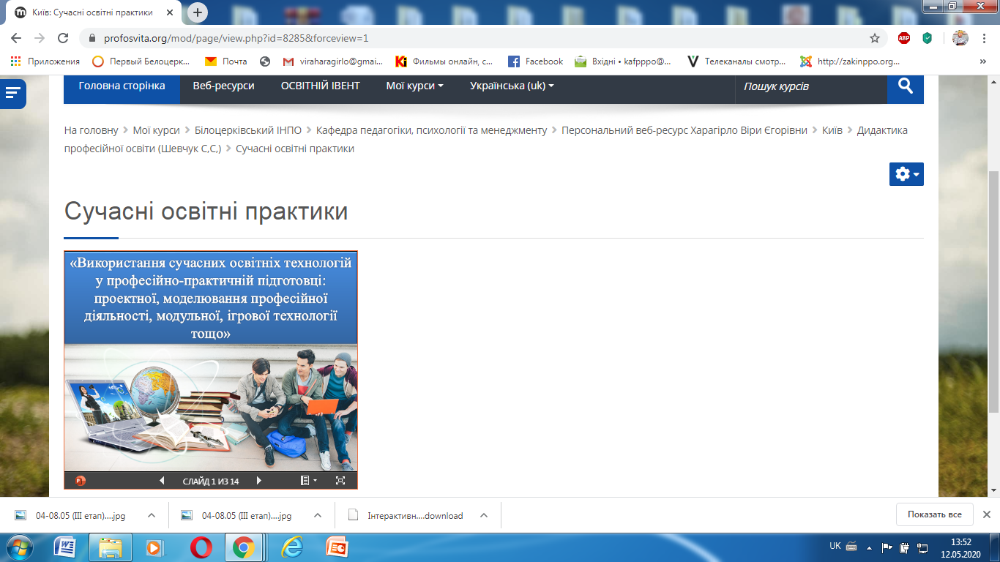 Київ: Сучасні освітні практики
profosvita.org/mod/page/view.php?id=8285&forceview=1
ABP
Приложения
Первый Белоцерк...
Почта
viraharagirlo@gmai...
Фильмы онлайн, с...
Facebook
Вхідні • kafpppo@...
Телеканалы смотр...
http://zakinppo.org...
»
Головна сторінка
Веб-ресурси
ОСВІТНІЙ ІВЕНТ
Мої курси
Українська (uk)
Пошук курсів
На головну > Мої курси > Білоцерківський ІНПО > Кафедра педагогіки, психології та менеджменту > Персональний веб-ресурс Харагірло Віри Єгорівни > Київ > Дидактика
професійної освіти (Шевчук С,С,) > Сучасні освітні практики
Сучасні освітні практики
«Використання сучасних освітніх технологій
у професійно-практичній підготовці:
проектної, моделювання професійної
діяльності, модульної, ігрової технології
тощо»
СЛАЙД 1 ИЗ 14
04-08.05 (ІІІ етап)....jpg
04-08.05 (ІІІ етап)....jpg
Інтерактивн....download
Показать все
UK
13:52
12.05.2020